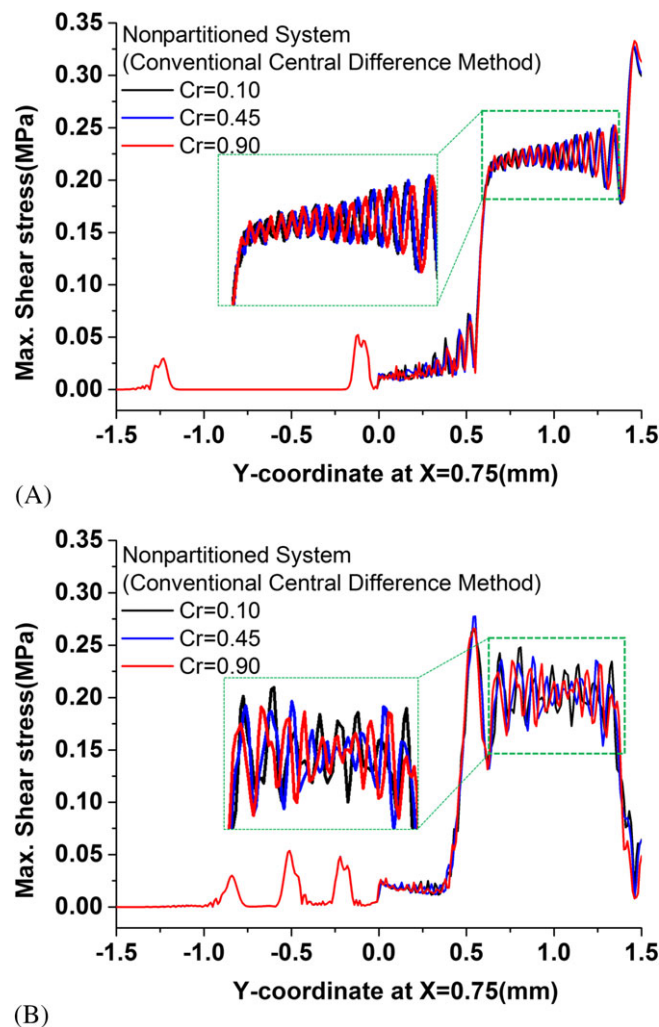 Nonpartitioned System
(Conventional Central Difference Method)
Cr=0.10
Cr=0.45
Cr=0.90
Max. Shear stress(MPa)
0.35
0.30
0.25
0.20
0.15
0.10
0.05
0.00
-1.5 -1.0 -0.5 0.0 0.5 1.0 1.5
Y-coordinate at X=0.75(mm)
(A)
Nonpartitioned System
(Conventional Central Difference Method)
Cr=0.10
Cr=0.45
Cr=0.90
Max. Shear stress(MPa)
0.35
0.30
0.25
0.20
0.15
0.10
0.05
0.00
-1.5 -1.0 -0.5 0.0 0.5 1.0 1.5
Y-coordinate at X=0.75(mm)
(B)